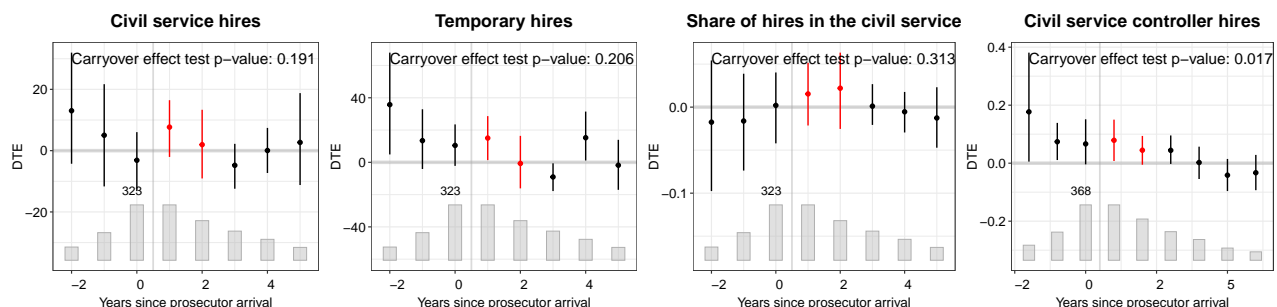 Civil service hires
Carryover effect test p−value: 0.191
20
0
−20
DTE
323
−2 0 2 4
Years since prosecutor arrival
Temporary hires
Carryover effect test p−value: 0.206
40
0
−40
DTE
323
−2 0 2 4
Years since prosecutor arrival
Share of hires in the civil service
Carryover effect test p−value: 0.313
0.0
−0.1
DTE
323
−2 0 2 4
Years since prosecutor arrival
Civil service controller hires
Carryover effect test p−value: 0.017
0.4
0.2
0.0
−0.2
DTE
368
−2 0 2 5
Years since prosecutor arrival